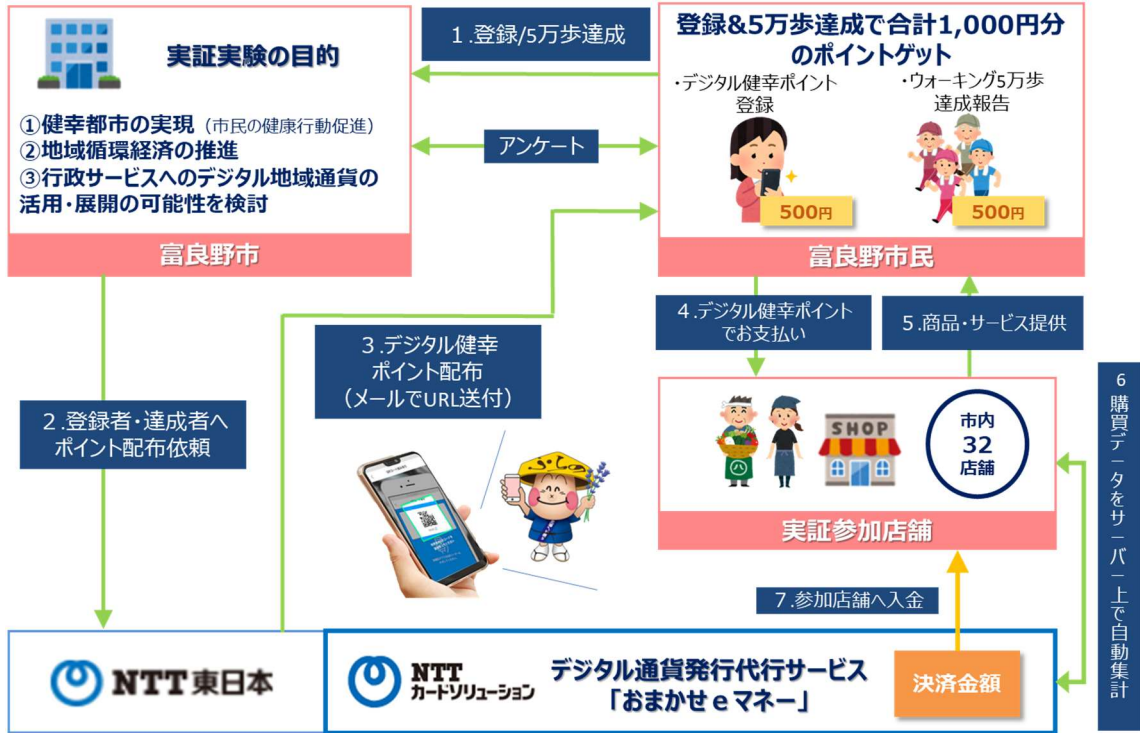 実証実験の目的
①健幸都市の実現（市民の健康行動促進）
②地域循環経済の推進
③行政サービスへのデジタル地域通貨の
活用・展開の可能性を検討
富良野市
1.登録/5万歩達成
アンケート
登録&5万歩達成で合計1,000円分
のポイントゲット
・デジタル健幸ポイント
登録
500円
・ウォーキング5万歩
達成報告
500円
富良野市民
2.登録者・達成者へ
ポイント配布依頼
3.デジタル健幸
ポイント配布
（メールでURL送付）
4.デジタル健幸ポイント
でお支払い
5.商品・サービス提供
SHOP
市内
32
店舗
実証参加店舗
6購買データをサーバー上で自動集計
7.参加店舗へ入金
NTT東日本
NTT
カードソリューション
デジタル通貨発行代行サービス
「おまかせeマネー」
決済金額